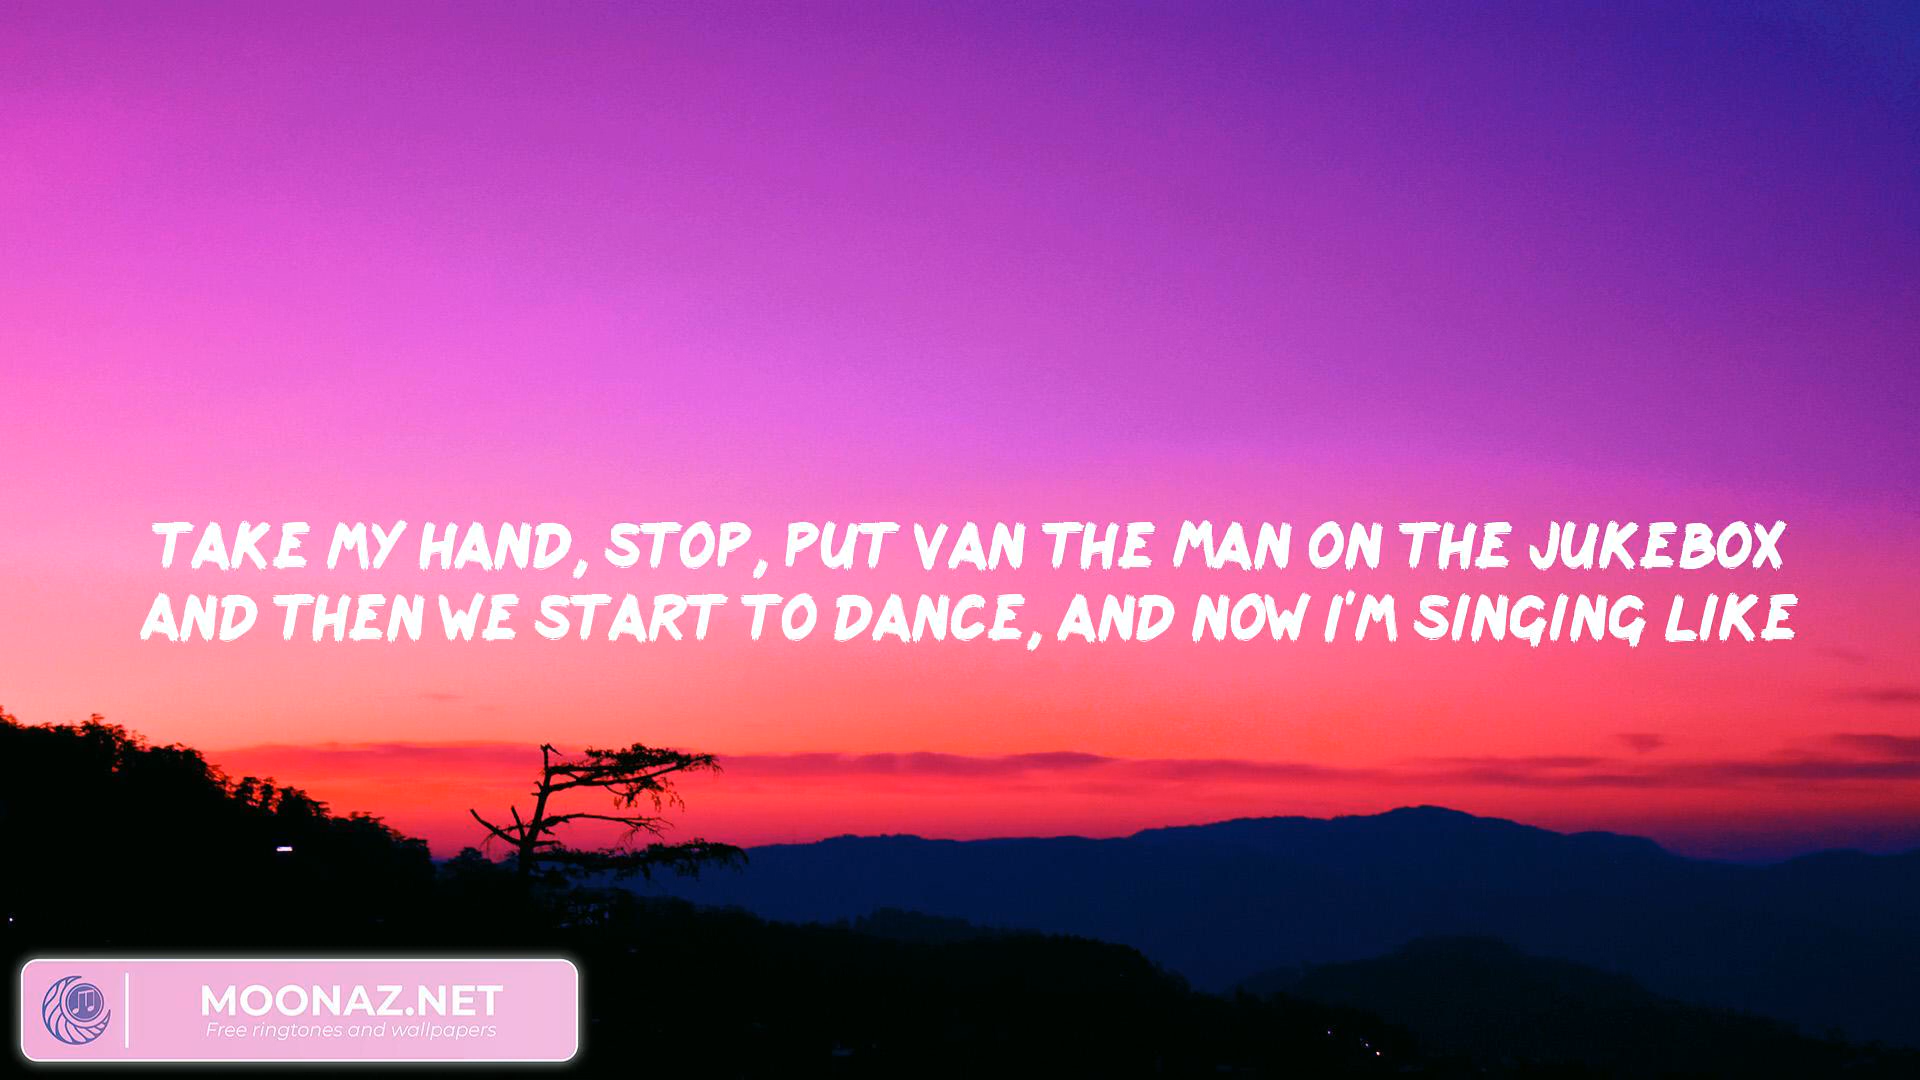 TAKE MY HAND, STOP, PUT VAN THE MAN ON THE JUKEBOX
AND THEN WE START TO DANCE, AND NOW I'M SINGING LIKE
MOONAZ.NET
Free ringtones and wallpapers